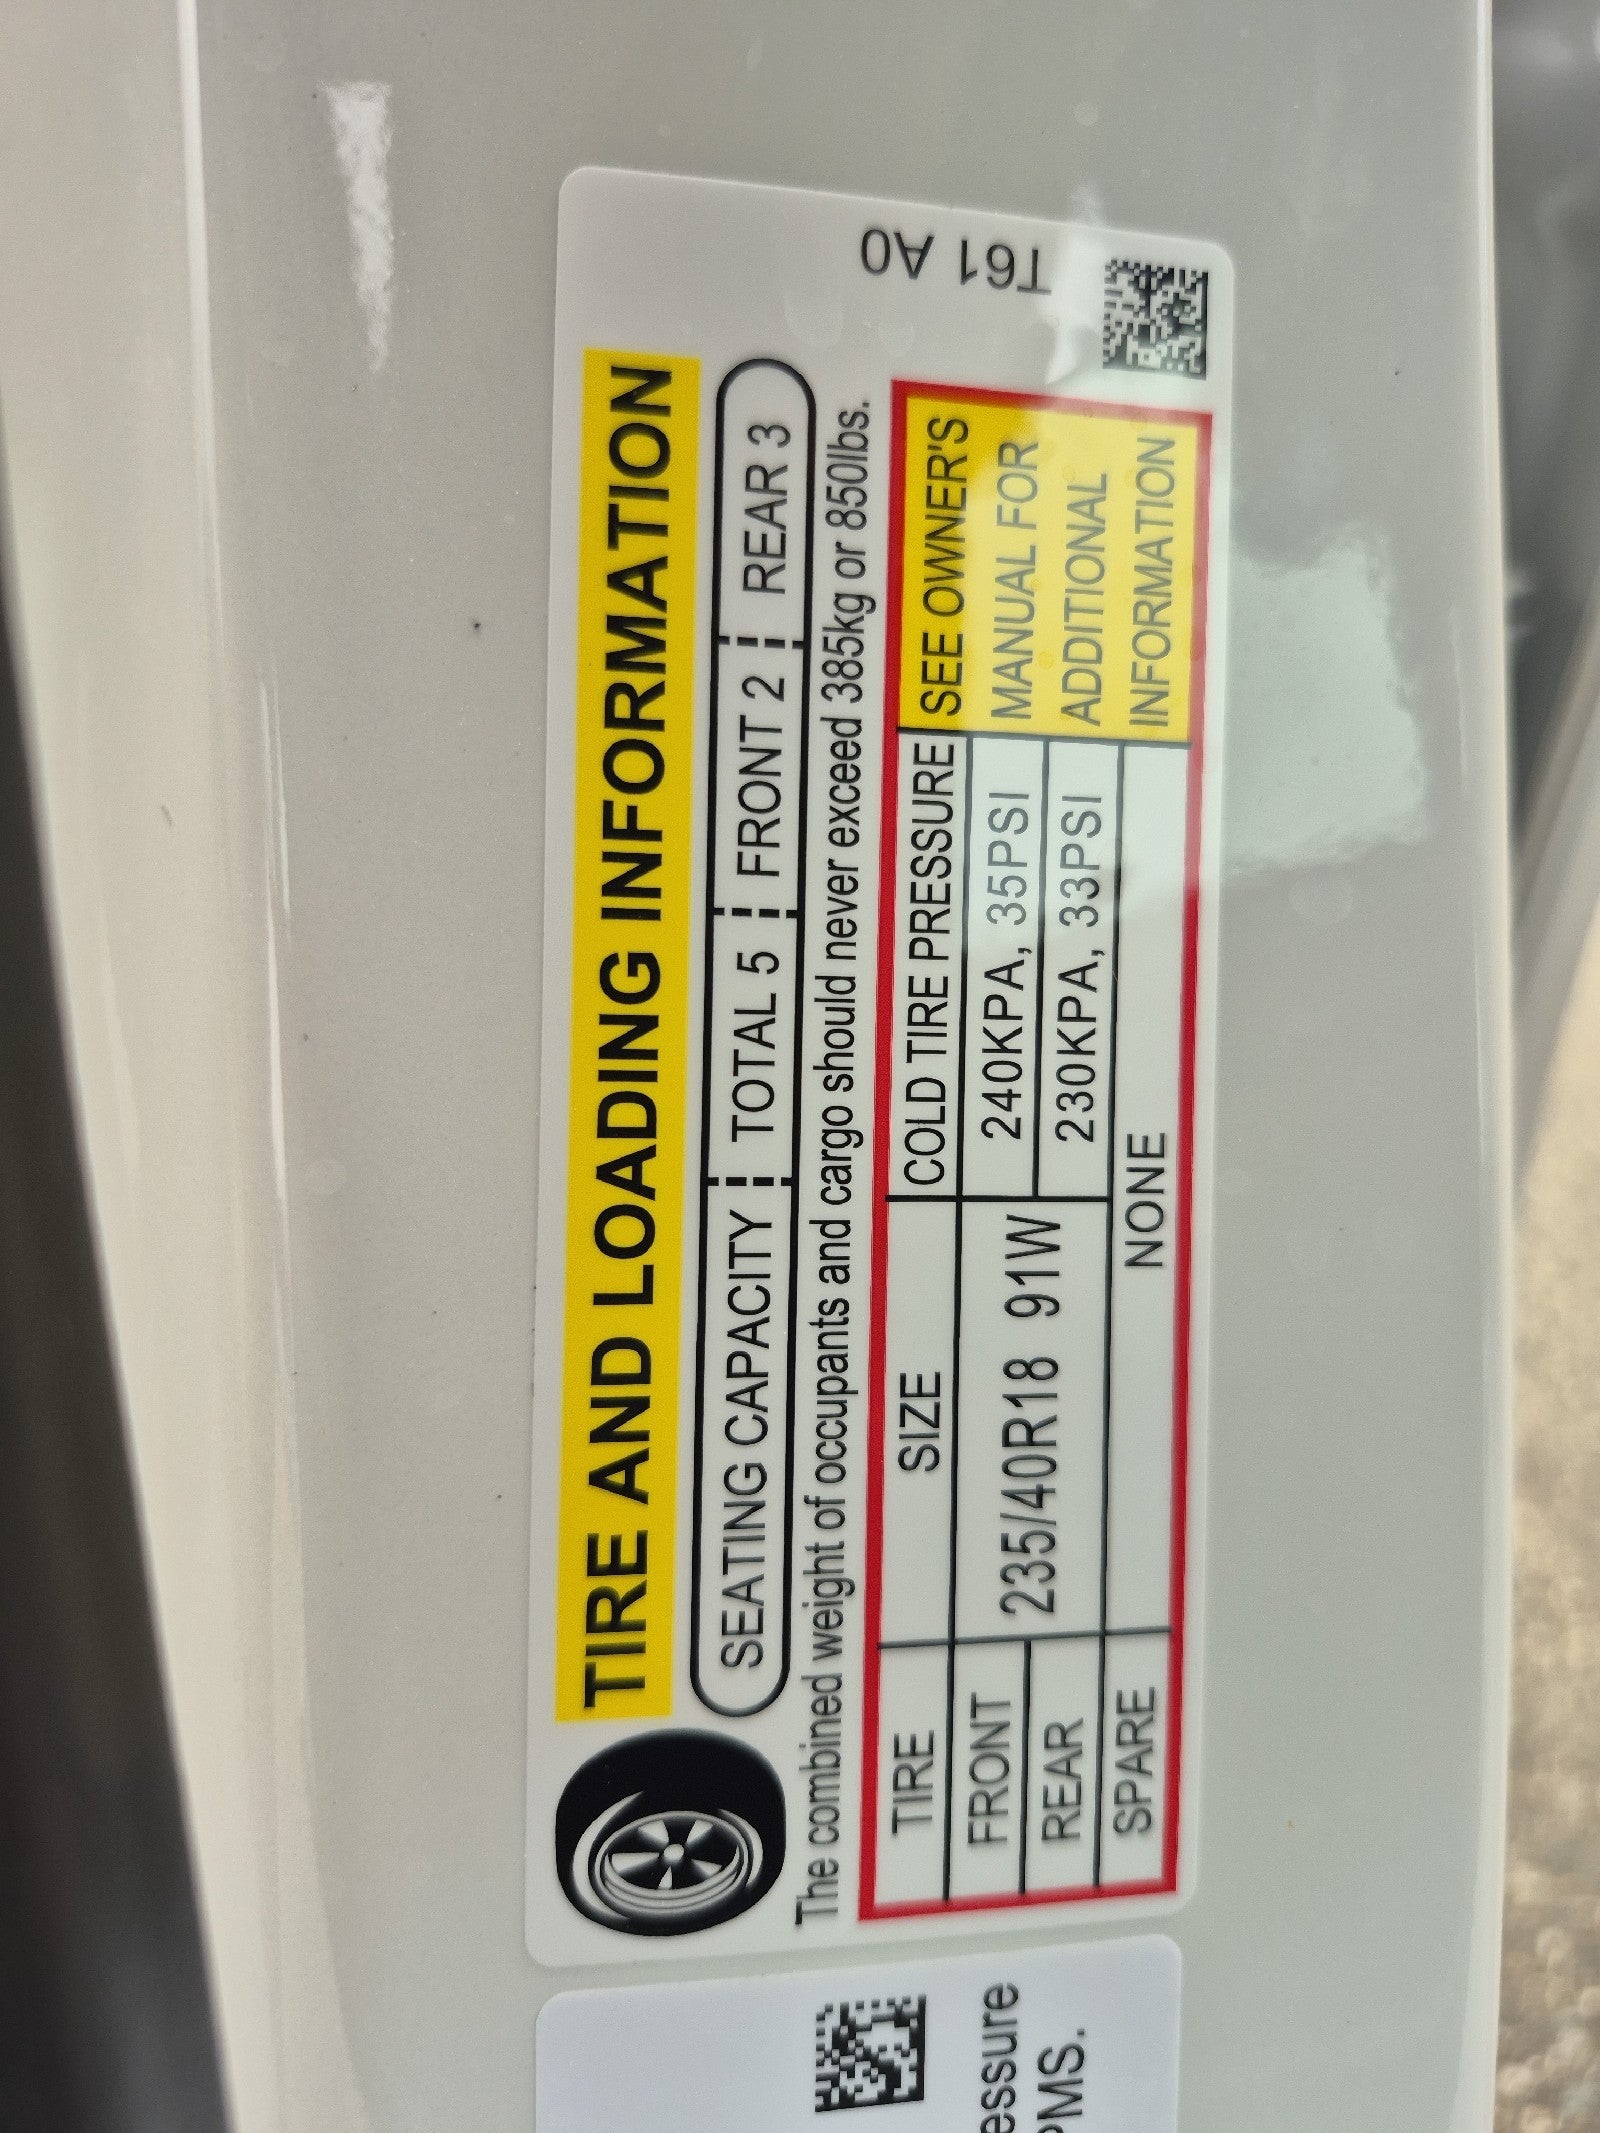 TIRE AND LOADING INFORMATION
SEATING CAPACITY TOTAL 5 FRONT 2 REAR 3
The combined weight of occupants and cargo should never exceed 385kg or 850lbs.
TIRE SIZE COLD TIRE PRESSURE
FRONT 235/40R18 91W 240KPA, 35PSI
REAR 230KPA, 33PSI
SPARE NONE
SEE OWNER'S
MANUAL FOR
ADDITIONAL
INFORMATION
T61 A0
essure
PMS.